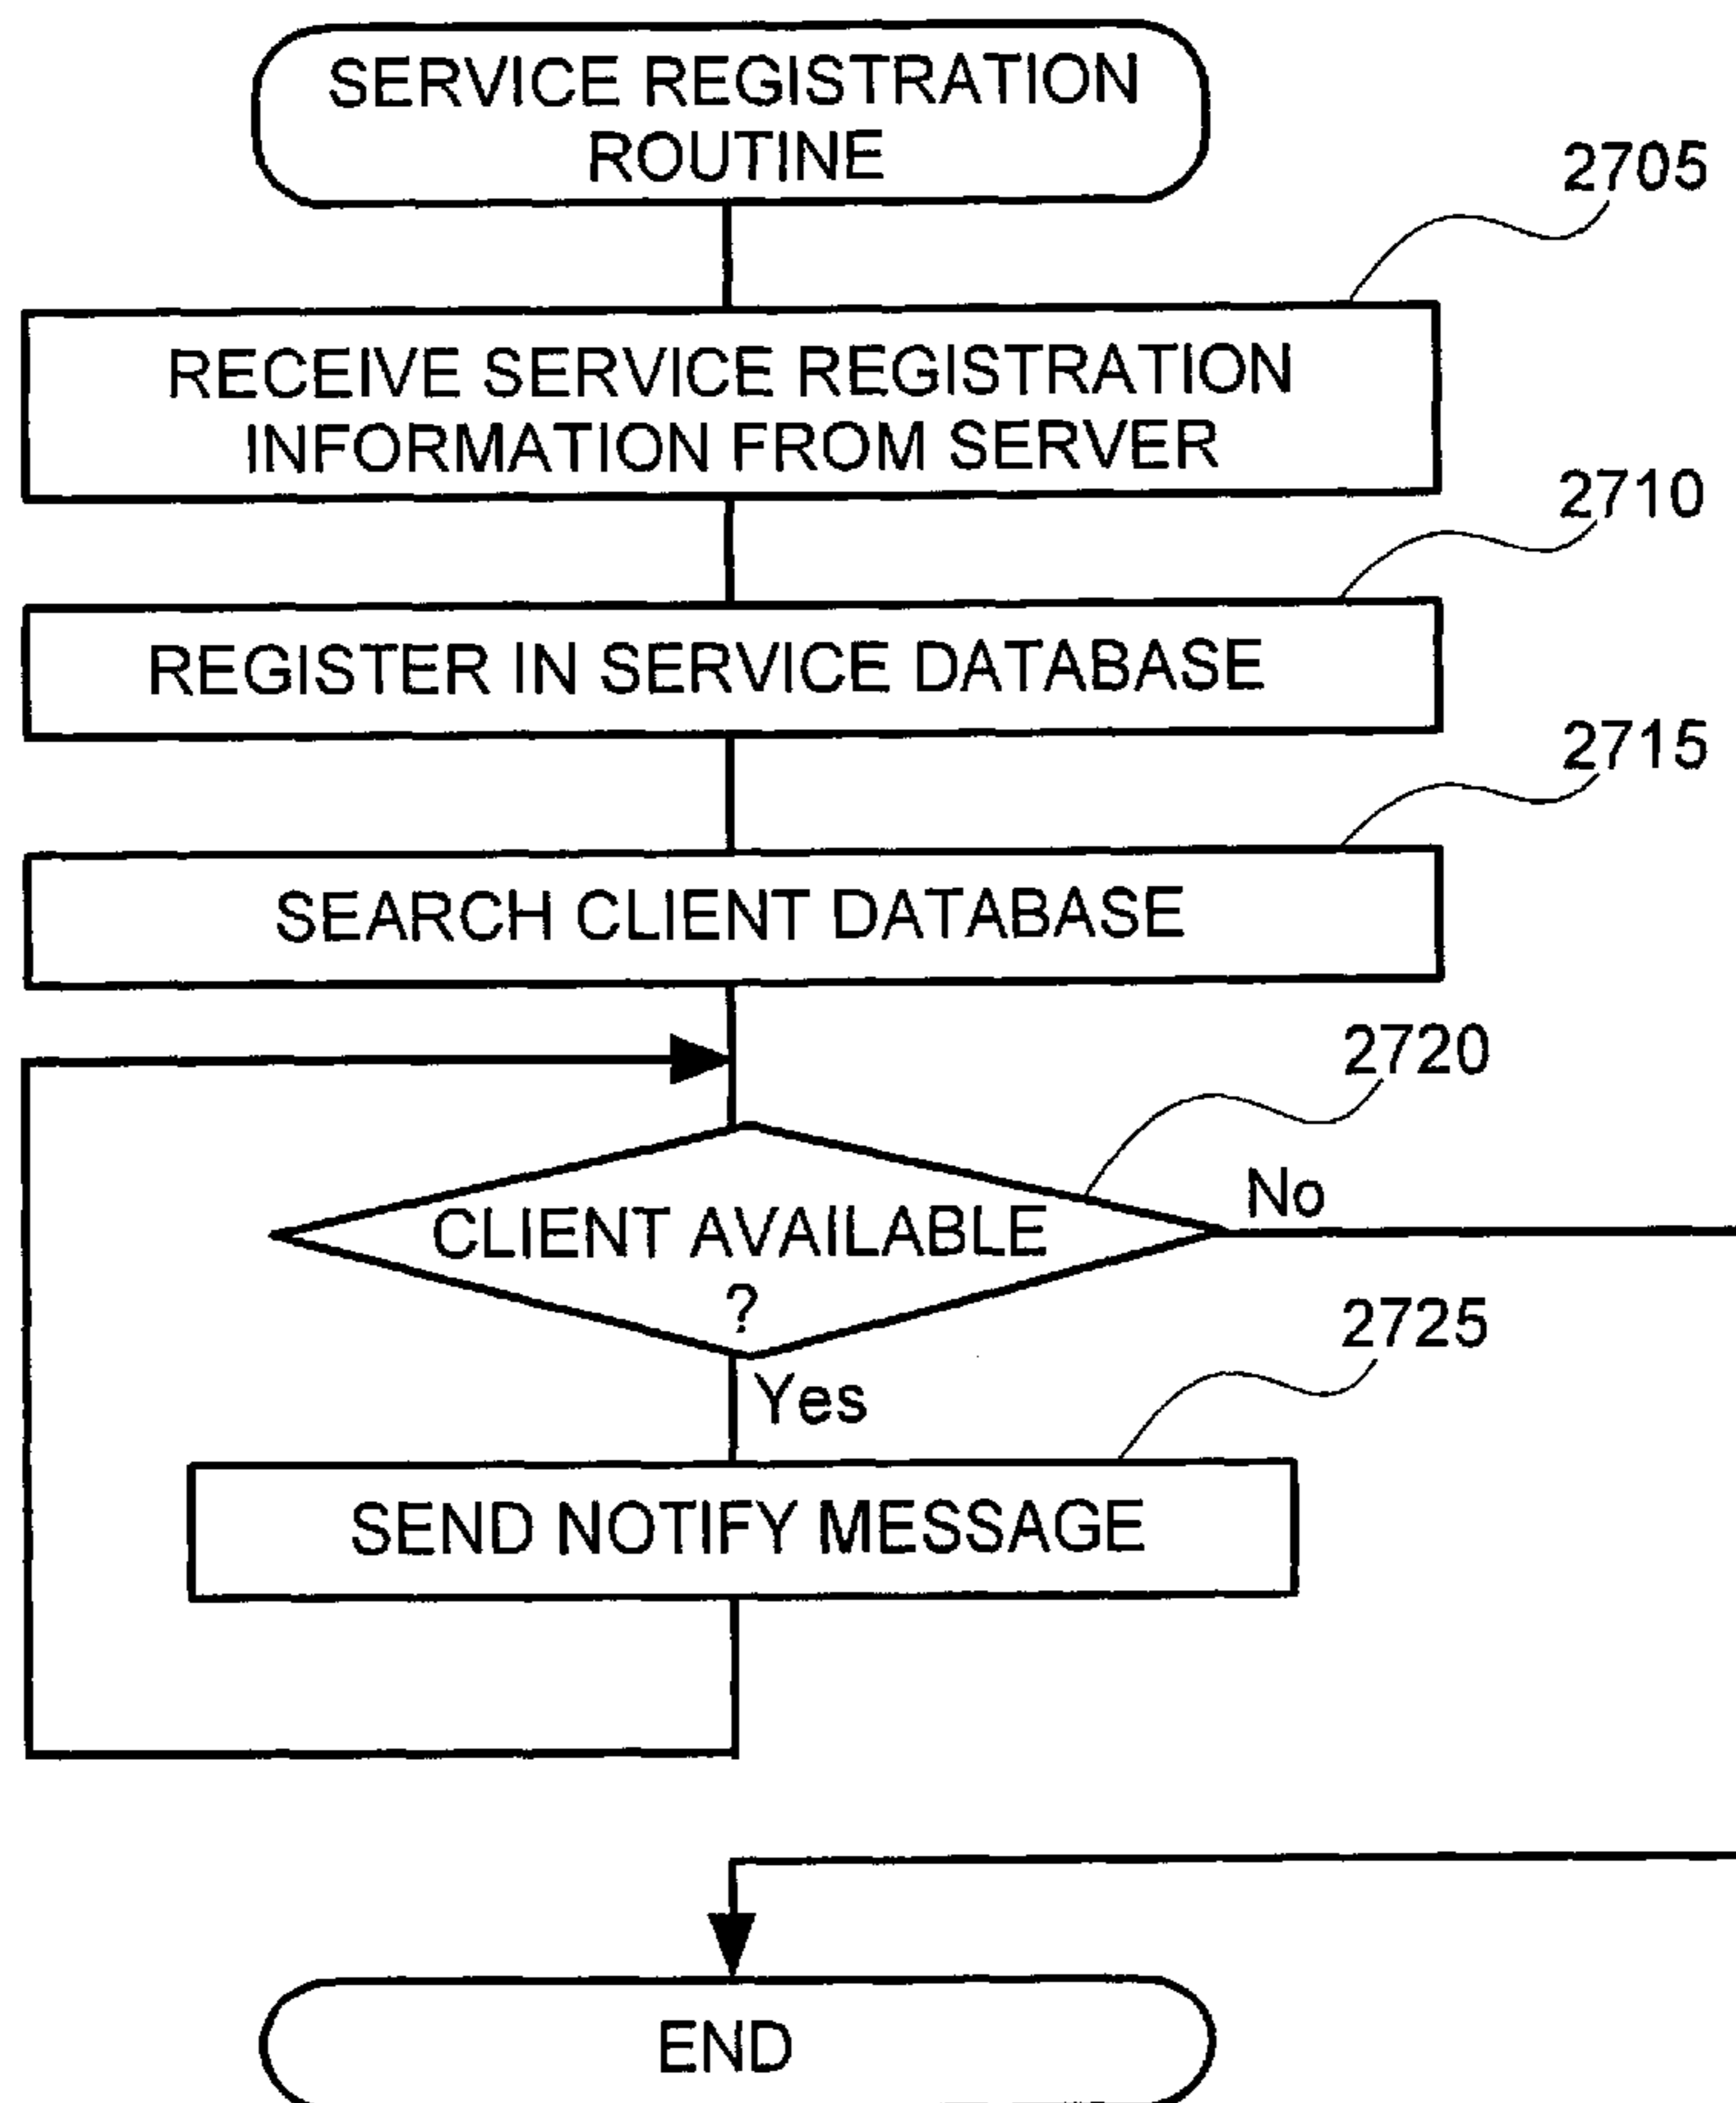 SERVICE REGISTRATION
ROUTINE
2705
RECEIVE SERVICE REGISTRATION
INFORMATION FROM SERVER
2710
REGISTER IN SERVICE DATABASE
2715
SEARCH CLIENT DATABASE
2720
CLIENT AVAILABLE
?
No
Yes
2725
SEND NOTIFY MESSAGE
END